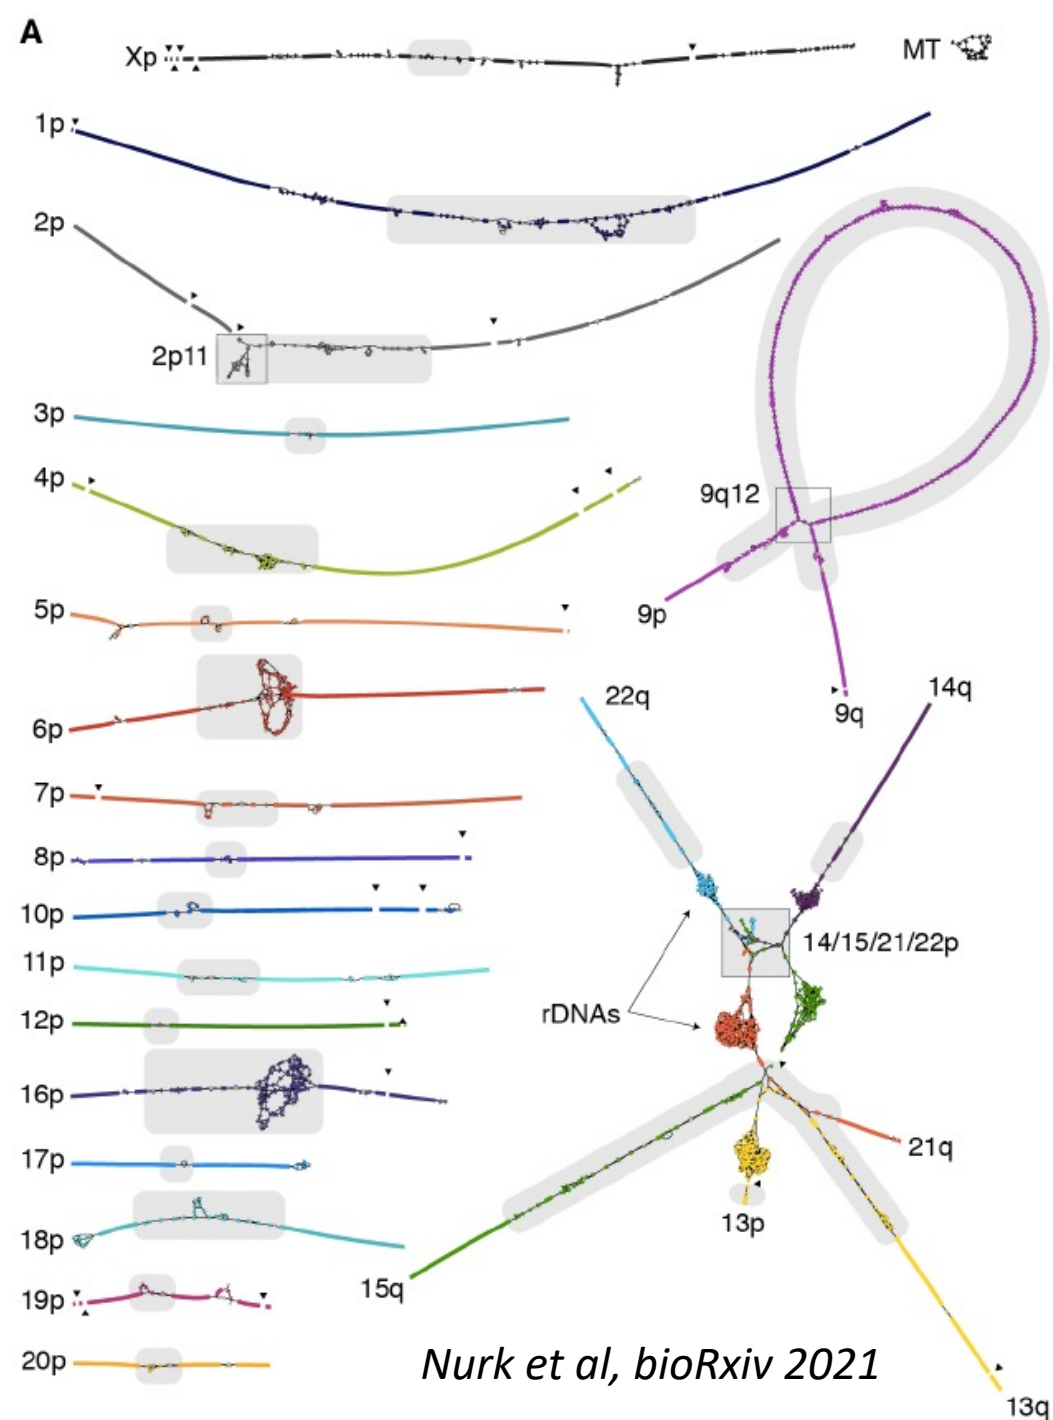 A
Xp
MT
1p
2p
2p11
3p
4p
9q12
5p
9p
6p
22q
14q
9q
7p
8p
10p
14/15/21/22p
11p
rDNAs
12p
16p
21q
17p
13p
18p
15q
19p
20p
Nurk et al, bioRxiv 2021
13q